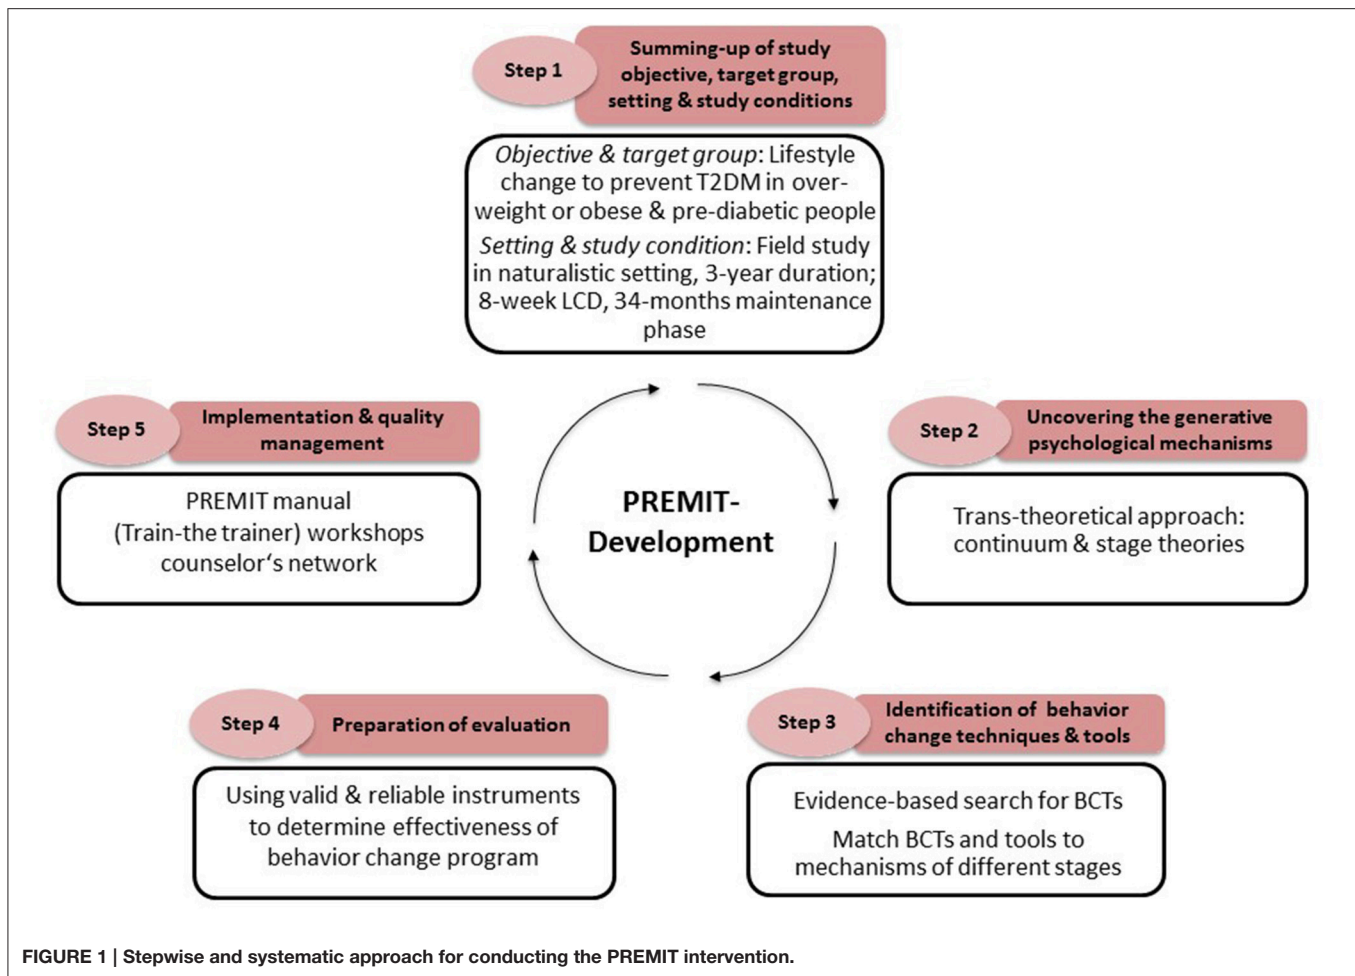 Step 1
Summing-up of study
objective, target group,
setting & study conditions
Objective & target group: Lifestyle
change to prevent T2DM in over-
weight or obese & pre-diabetic people
Setting & study condition: Field study
in naturalistic setting, 3-year duration;
8-week LCD, 34-months maintenance
phase
Step 5
Implementation & quality
management
PREMIT manual
(Train-the trainer) workshops
counselor‘s network
PREMIT-
Development
Step 2
Uncovering the generative
psychological mechanisms
Trans-theoretical approach:
continuum & stage theories
Step 4
Preparation of evaluation
Using valid & reliable instruments
to determine effectiveness of
behavior change program
Step 3
Identification of behavior
change techniques & tools
Evidence-based search for BCTs
Match BCTs and tools to
mechanisms of different stages
FIGURE 1 | Stepwise and systematic approach for conducting the PREMIT intervention.